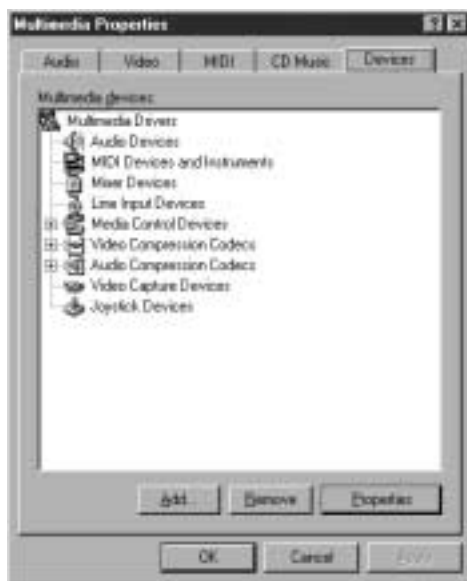 Multimedia Properties
Audio Video MIDI CD Music Devices
Multimedia devices:
Multimedia Drivers
Audio Devices
MIDI Devices and Instruments
Mixer Devices
Line Input Devices
Media Control Devices
Video Compression Codecs
Audio Compression Codecs
Video Capture Devices
Joystick Devices
Add... Remove Properties
OK Cancel Apply